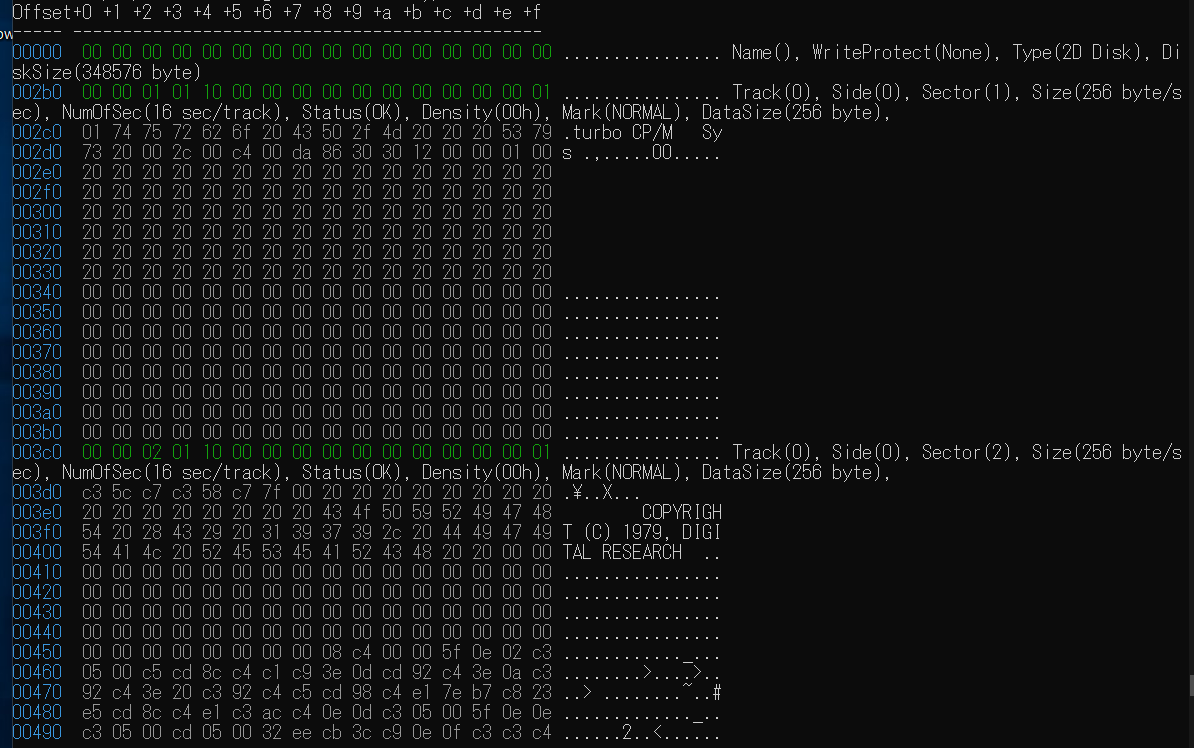 Offset+0 +1 +2 +3 +4 +5 +6 +7 +8 +9 +a +b +c +d +e +f
ow
----- -----------------------------------------------
00000  00 00 00 00 00 00 00 00 00 00 00 00 00 00 00 00 ................ Name(), WriteProtect(None), Type(2D Disk), Di
skSize(348576 byte)
002b0  00 00 01 01 10 00 00 00 00 00 00 00 00 00 00 01 ................ Track(0), Side(0), Sector(1), Size(256 byte/s
ec), NumOfSec(16 sec/track), Status(OK), Density(00h), Mark(NORMAL), DataSize(256 byte),
002c0  01 74 75 72 62 6f 20 43 50 2f 4d 20 20 20 53 79 .turbo CP/M   Sy
002d0  73 20 00 2c 00 c4 00 da 86 30 30 12 00 00 01 00 s .,.....00.....
002e0  20 20 20 20 20 20 20 20 20 20 20 20 20 20 20 20
002f0  20 20 20 20 20 20 20 20 20 20 20 20 20 20 20 20
00300  20 20 20 20 20 20 20 20 20 20 20 20 20 20 20 20
00310  20 20 20 20 20 20 20 20 20 20 20 20 20 20 20 20
00320  20 20 20 20 20 20 20 20 20 20 20 20 20 20 20 20
00330  20 20 20 20 20 20 20 20 20 20 20 20 20 20 20 20
00340  00 00 00 00 00 00 00 00 00 00 00 00 00 00 00 00 ................
00350  00 00 00 00 00 00 00 00 00 00 00 00 00 00 00 00 ................
00360  00 00 00 00 00 00 00 00 00 00 00 00 00 00 00 00 ................
00370  00 00 00 00 00 00 00 00 00 00 00 00 00 00 00 00 ................
00380  00 00 00 00 00 00 00 00 00 00 00 00 00 00 00 00 ................
00390  00 00 00 00 00 00 00 00 00 00 00 00 00 00 00 00 ................
003a0  00 00 00 00 00 00 00 00 00 00 00 00 00 00 00 00 ................
003b0  00 00 00 00 00 00 00 00 00 00 00 00 00 00 00 00 ................
003c0  00 00 02 01 10 00 00 00 00 00 00 00 00 00 00 01 ................ Track(0), Side(0), Sector(2), Size(256 byte/s
ec), NumOfSec(16 sec/track), Status(OK), Density(00h), Mark(NORMAL), DataSize(256 byte),
003d0  c3 5c c7 c3 58 c7 7f 00 20 20 20 20 20 20 20 20 .¥..X...
003e0  20 20 20 20 20 20 20 20 43 4f 50 59 52 49 47 48         COPYRIGH
003f0  54 20 28 43 29 20 31 39 37 39 2c 20 44 49 47 49 T (C) 1979, DIGI
00400  54 41 4c 20 52 45 53 45 41 52 43 48 20 20 00 00 TAL RESEARCH  ..
00410  00 00 00 00 00 00 00 00 00 00 00 00 00 00 00 00 ................
00420  00 00 00 00 00 00 00 00 00 00 00 00 00 00 00 00 ................
00430  00 00 00 00 00 00 00 00 00 00 00 00 00 00 00 00 ................
00440  00 00 00 00 00 00 00 00 00 00 00 00 00 00 00 00 ................
00450  00 00 00 00 00 00 00 00 08 c4 00 00 5f 0e 02 c3 ............_...
00460  05 00 c5 cd 8c c4 c1 c9 3e 0d cd 92 c4 3e 0a c3 ........>....>..
00470  92 c4 3e 20 c3 92 c4 c5 cd 98 c4 e1 7e b7 c8 23 ..> ........~..#
00480  e5 cd 8c c4 e1 c3 ac c4 0e 0d c3 05 00 5f 0e 0e ............._..
00490  c3 05 00 cd 05 00 32 ee cb 3c c9 0e 0f c3 c3 c4 ......2..<......